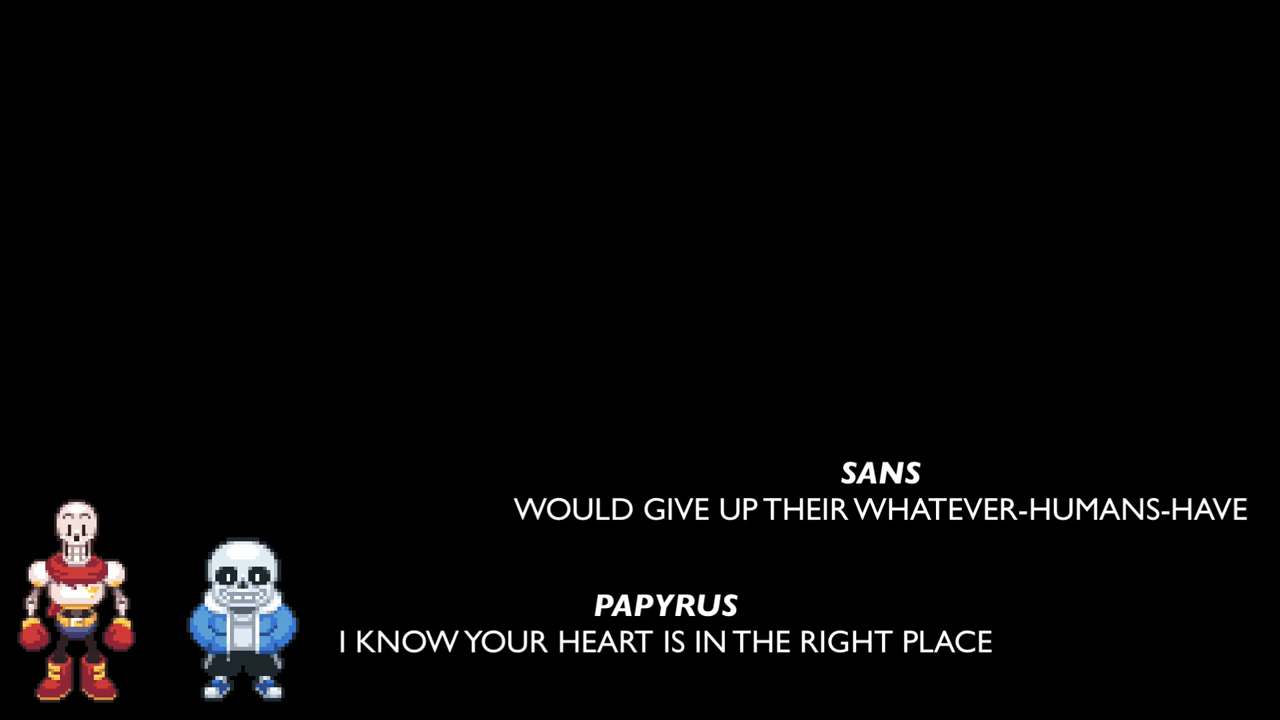 SANS
WOULD GIVE UP THEIR WHATEVER-HUMANS-HAVE
PAPYRUS
I KNOW YOUR HEART IS IN THE RIGHT PLACE